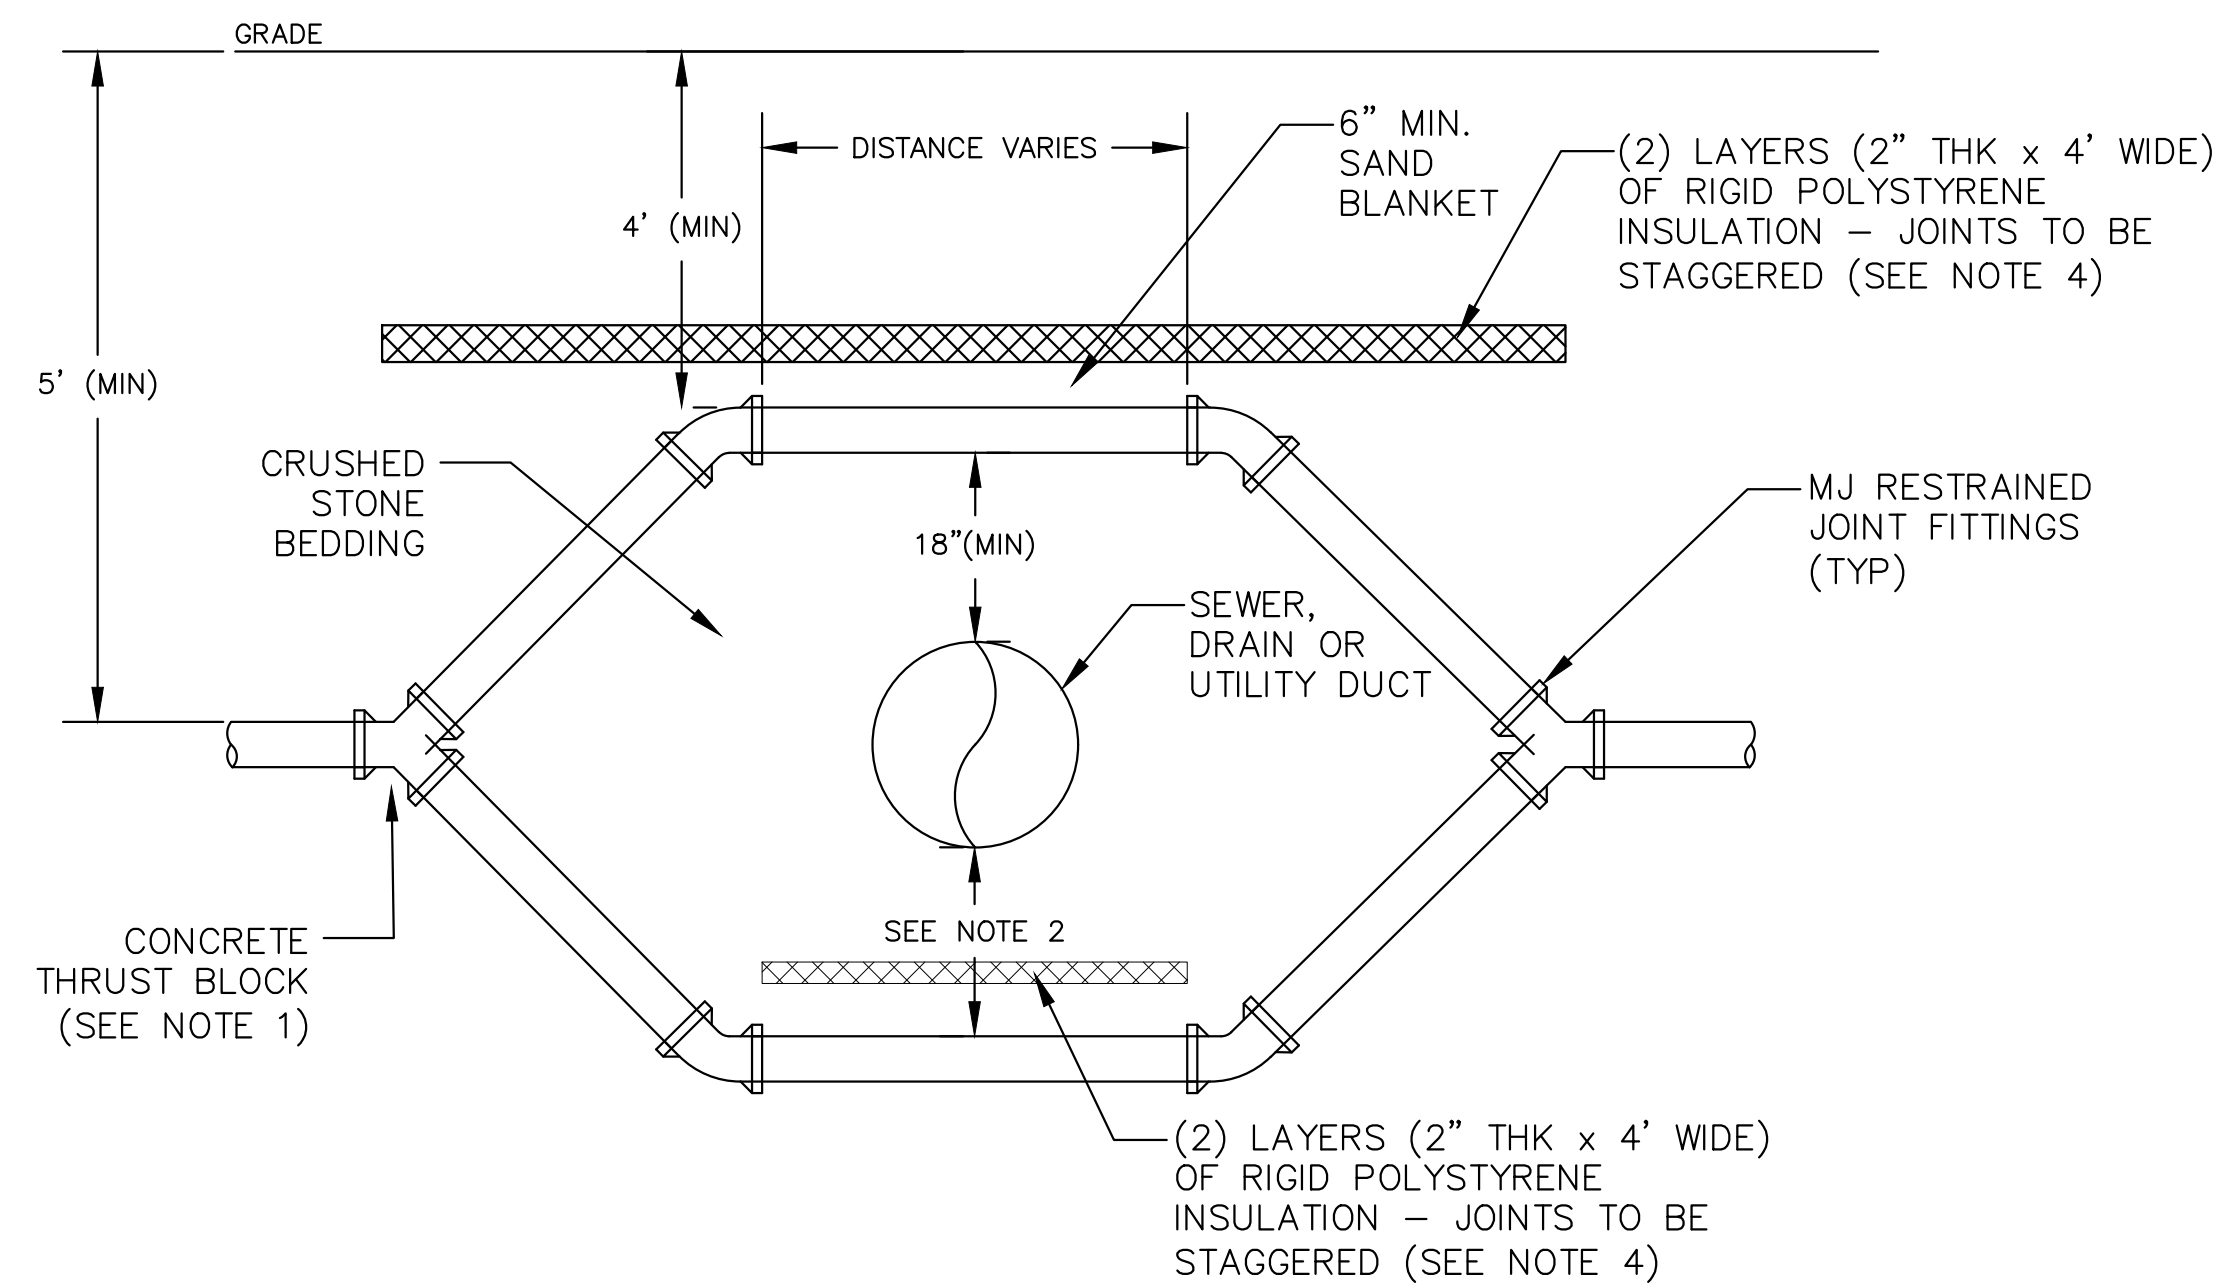 GRADE
DISTANCE VARIES
6” MIN.
SAND
BLANKET
(2) LAYERS (2” THK x 4’ WIDE)
OF RIGID POLYSTYRENE
INSULATION – JOINTS TO BE
STAGGERED (SEE NOTE 4)
4’ (MIN)
5’ (MIN)
CRUSHED
STONE
BEDDING
18”(MIN)
MJ RESTRAINED
JOINT FITTINGS
(TYP)
SEWER,
DRAIN OR
UTILITY DUCT
CONCRETE
THRUST BLOCK
(SEE NOTE 1)
SEE NOTE 2
(2) LAYERS (2” THK x 4’ WIDE)
OF RIGID POLYSTYRENE
INSULATION – JOINTS TO BE
STAGGERED (SEE NOTE 4)